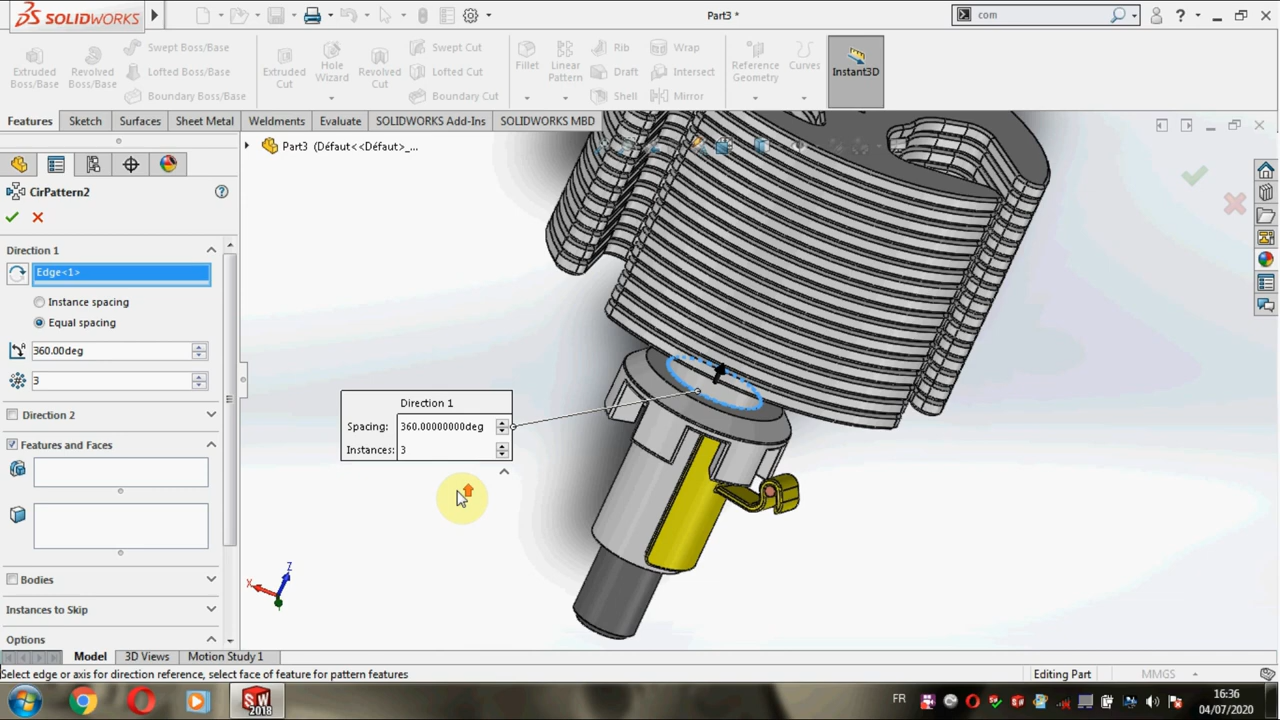 SOLIDWORKS
Part3 *
com
Extruded Boss/Base
Revolved Boss/Base
Swept Boss/Base
Lofted Boss/Base
Boundary Boss/Base
Extruded Cut
Hole Wizard
Revolved Cut
Swept Cut
Lofted Cut
Boundary Cut
Fillet
Linear Pattern
Rib
Draft
Shell
Wrap
Intersect
Mirror
Reference Geometry
Curves
Instant3D
Features
Sketch
Surfaces
Sheet Metal
Weldments
Evaluate
SOLIDWORKS Add-Ins
SOLIDWORKS MBD
Part3 (Défaut<<Défaut>_...
CirPattern2
Direction 1
Edge<1>
Instance spacing
Equal spacing
360.00deg
3
Direction 2
Features and Faces
Bodies
Instances to Skip
Options
Direction 1
Spacing: 360.00000000deg
Instances: 3
X
Z
Model
3D Views
Motion Study 1
Select edge or axis for direction reference, select face of feature for pattern features
Editing Part
MMGS
SW
2018
FR
16:36
04/07/2020